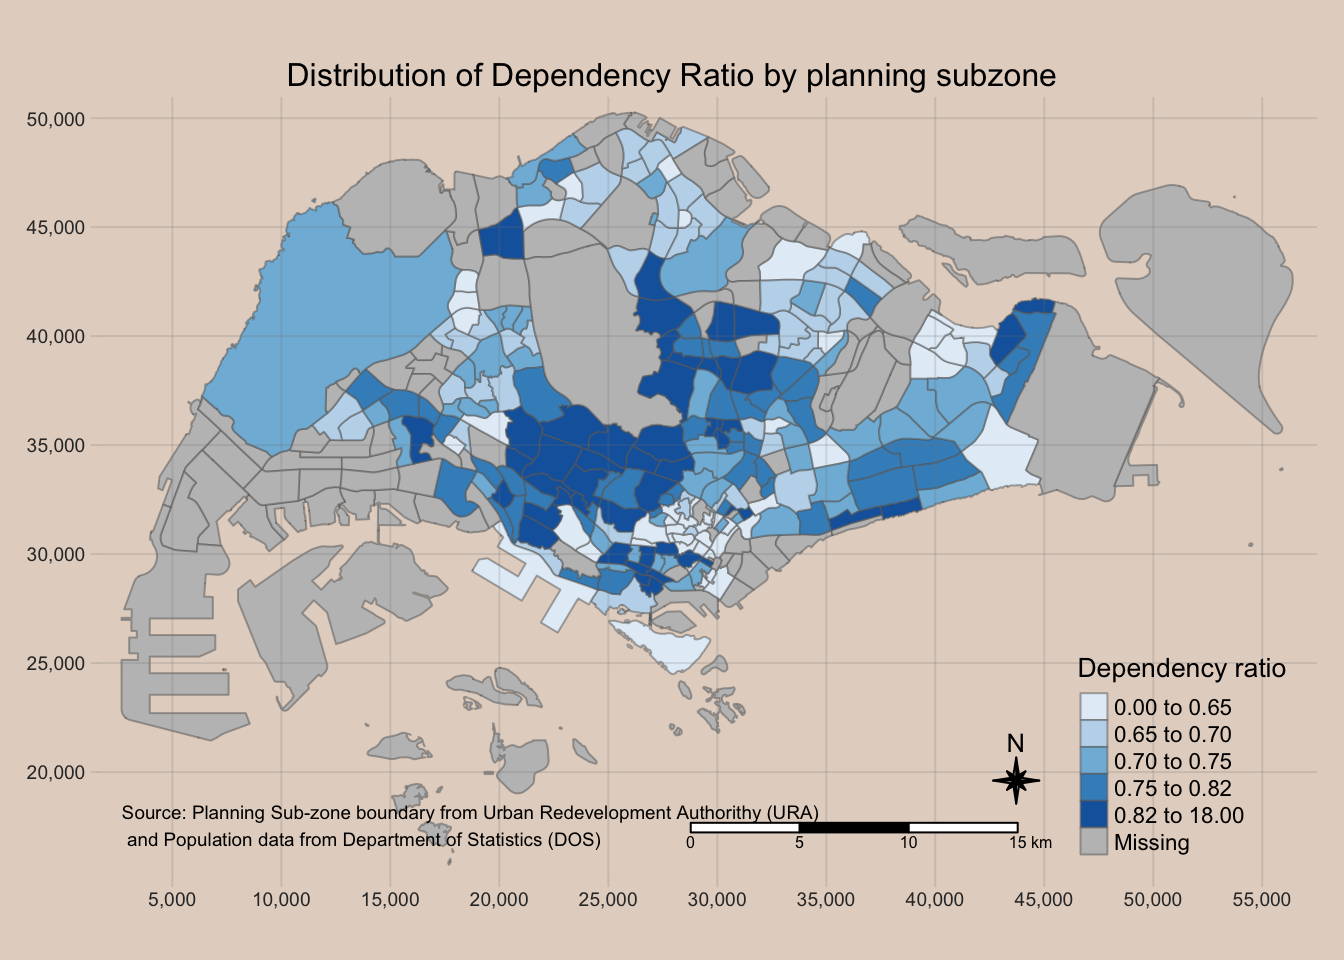 Distribution of Dependency Ratio by planning subzone
50,000
45,000
40,000
35,000
30,000
25,000
20,000
Dependency ratio
0.00 to 0.65
0.65 to 0.70
0.70 to 0.75
0.75 to 0.82
0.82 to 18.00
Missing
N
Source: Planning Sub-zone boundary from Urban Redevelopment Authorithy (URA)
and Population data from Department of Statistics (DOS)
0 5 10 15 km
5,000 10,000 15,000 20,000 25,000 30,000 35,000 40,000 45,000 50,000 55,000